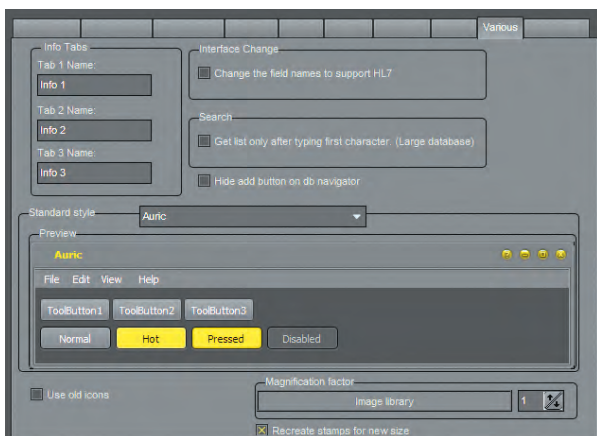 Various
Info Tabs
Tab 1 Name:
Info 1
Tab 2 Name:
Info 2
Tab 3 Name:
Info 3
Interface Change
Change the field names to support HL7
Search
Get list only after typing first character. (Large database)
Hide add button on db navigator
Standard style
Auric
Preview
Auric
File Edit View Help
ToolButton1 ToolButton2 ToolButton3
Normal Hot Pressed Disabled
Use old icons
Magnification factor
Image library
1
Recreate stamps for new size